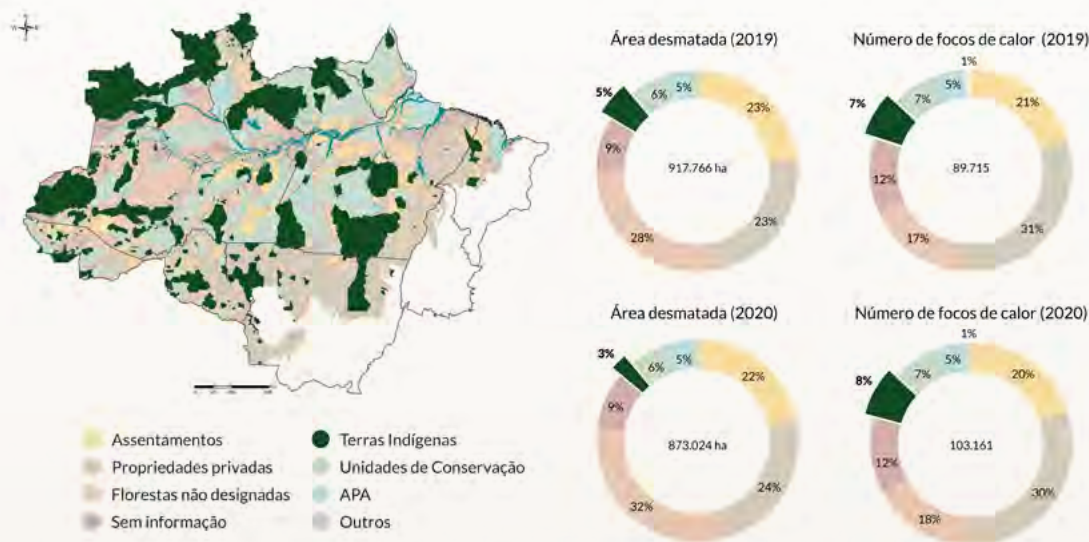 Área desmatada (2019)
5%
6%
5%
23%
9%
917.766 ha
28%
23%
Número de focos de calor (2019)
1%
7%
7%
5%
21%
12%
89.715
17%
31%
Área desmatada (2020)
3%
6%
5%
22%
9%
873.024 ha
32%
24%
Número de focos de calor (2020)
1%
8%
7%
5%
20%
12%
103.161
18%
30%
Assentamentos
Propriedades privadas
Florestas não designadas
Sem informação
Terras Indígenas
Unidades de Conservação
APA
Outros